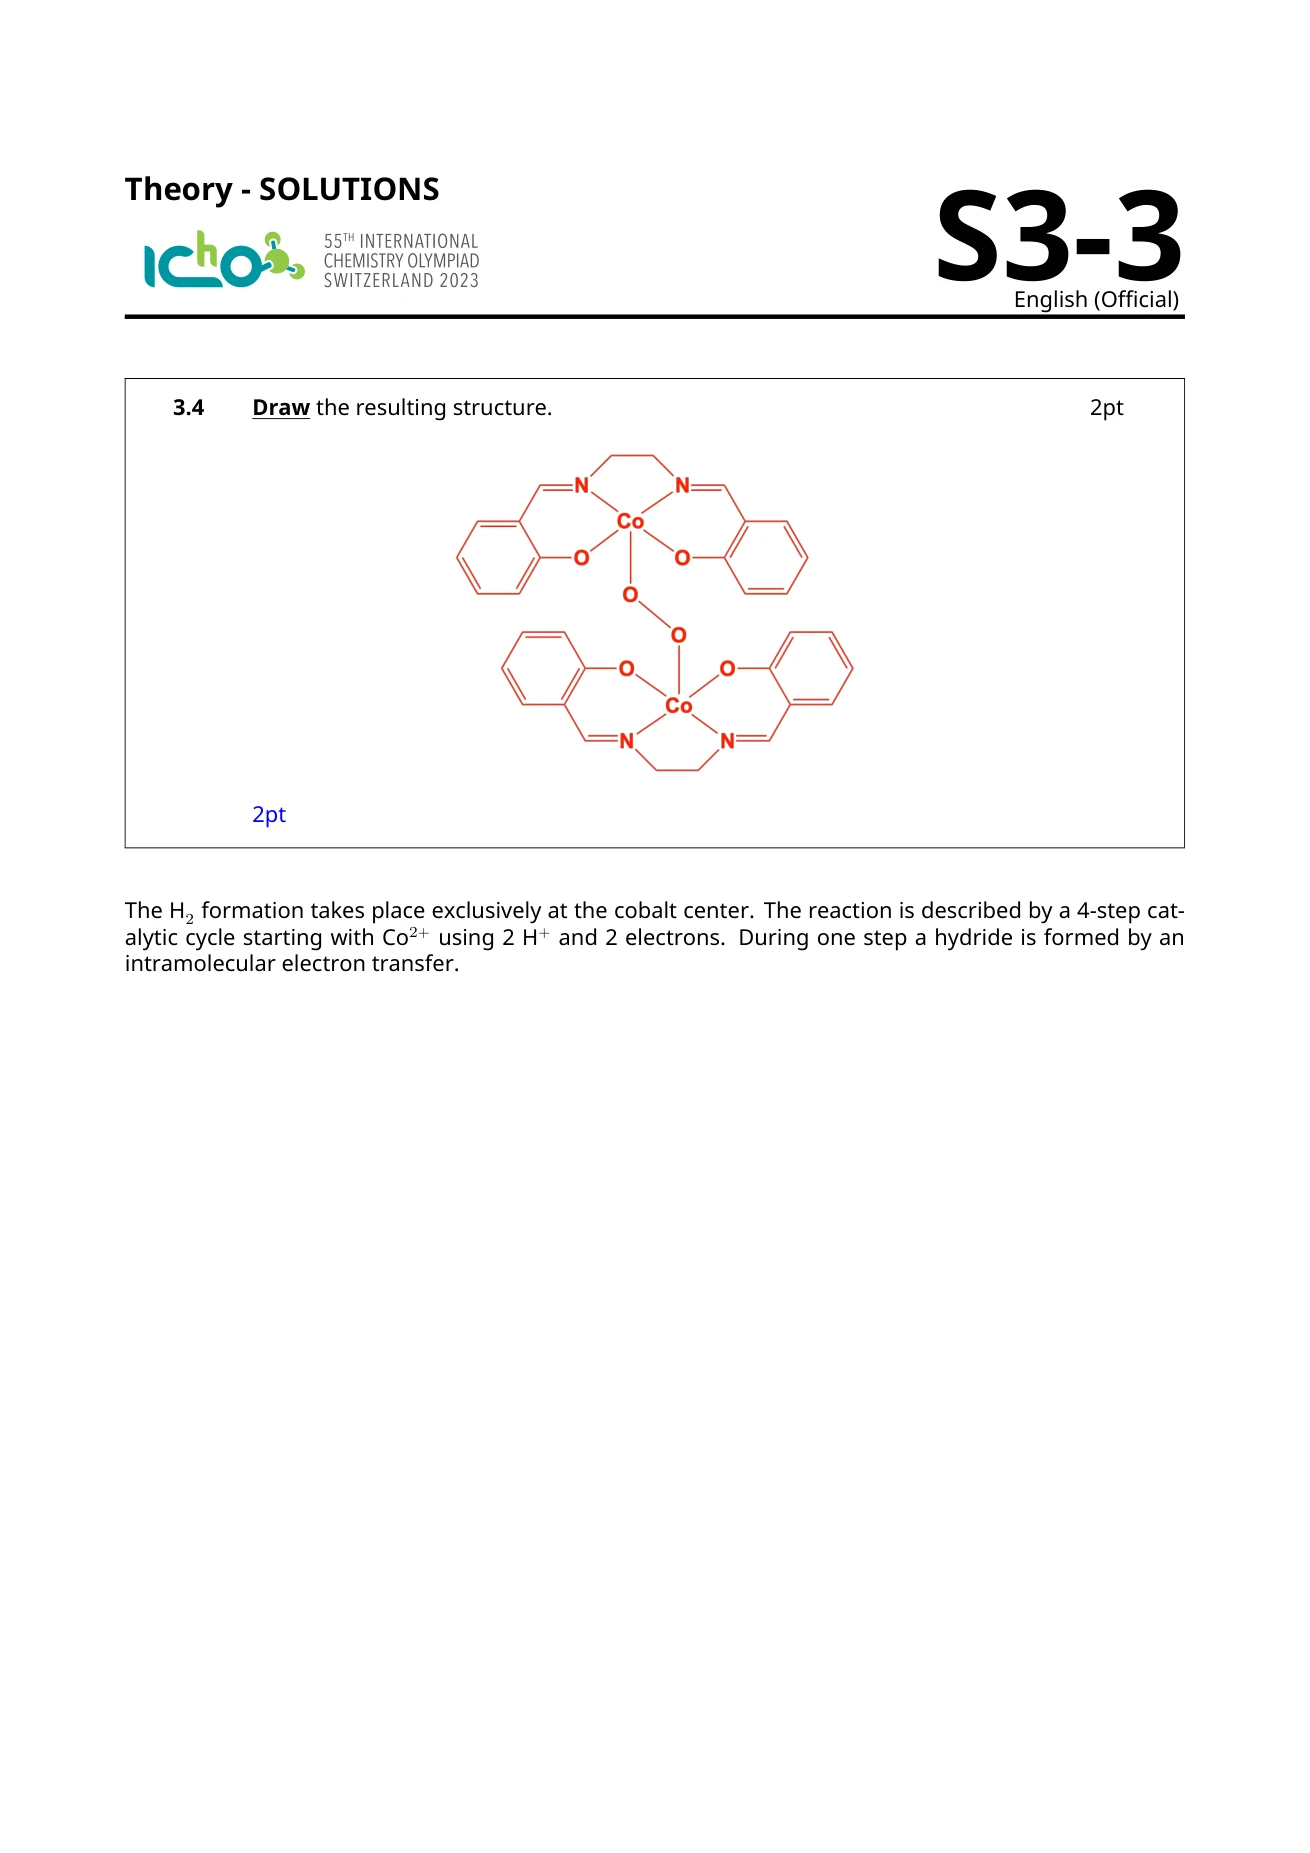 Theory - SOLUTIONS
Icho
55TH INTERNATIONAL
CHEMISTRY OLYMPIAD
SWITZERLAND 2023
S3-3
English (Official)
3.4 Draw the resulting structure. 2pt
N N
Co
O O
O
O
O O
Co
N N
2pt
The H₂ formation takes place exclusively at the cobalt center. The reaction is described by a 4-step cat-
alytic cycle starting with Co²⁺ using 2 H⁺ and 2 electrons. During one step a hydride is formed by an
intramolecular electron transfer.